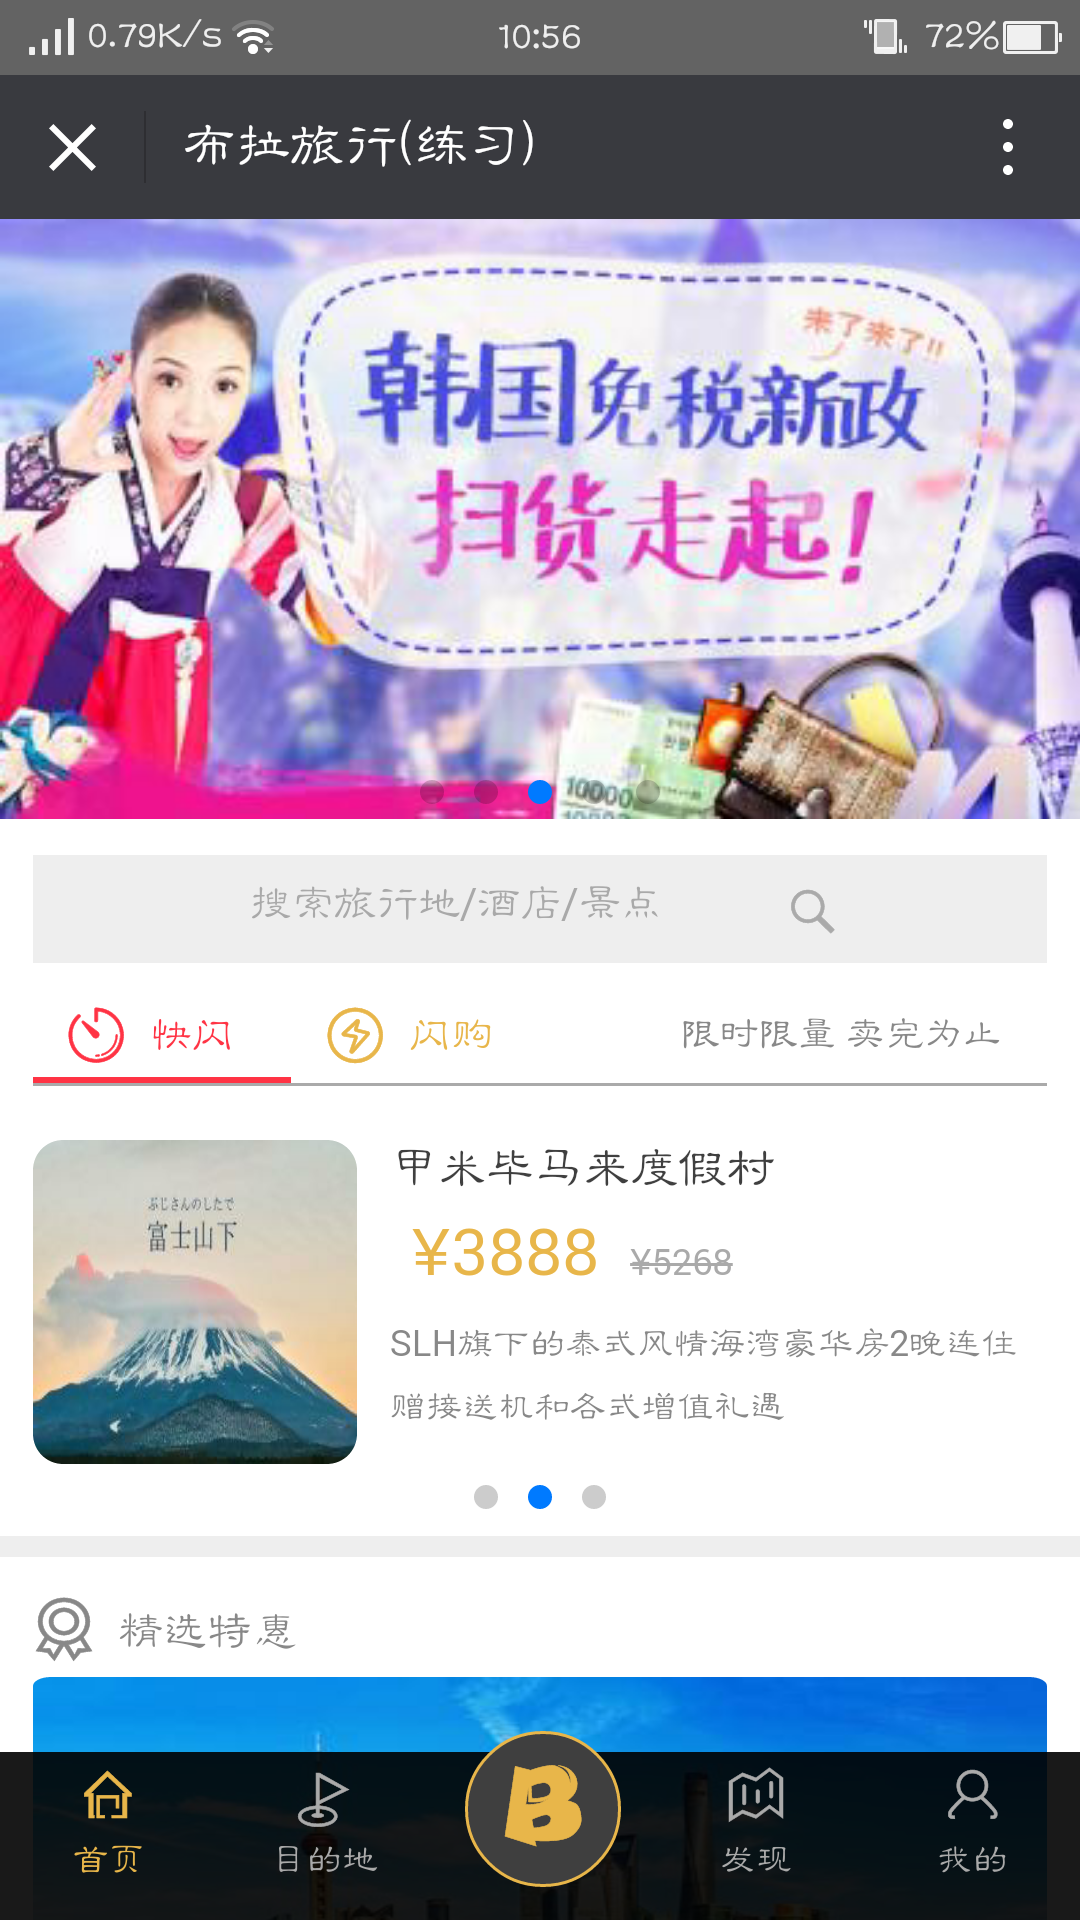 0.79K/s 10:56 72%
布拉旅行(练习)
来了来了!!
韩国免税新政
扫货走起!
10000
搜索旅行地/酒店/景点
快闪 闪购 限时限量 卖完为止
ふじさんのしたで
富士山下
甲米毕马来度假村
¥3888 ¥5268
SLH旗下的泰式风情海湾豪华房2晚连住
赠接送机和各式增值礼遇
精选特惠
B
首页 目的地 发现 我的